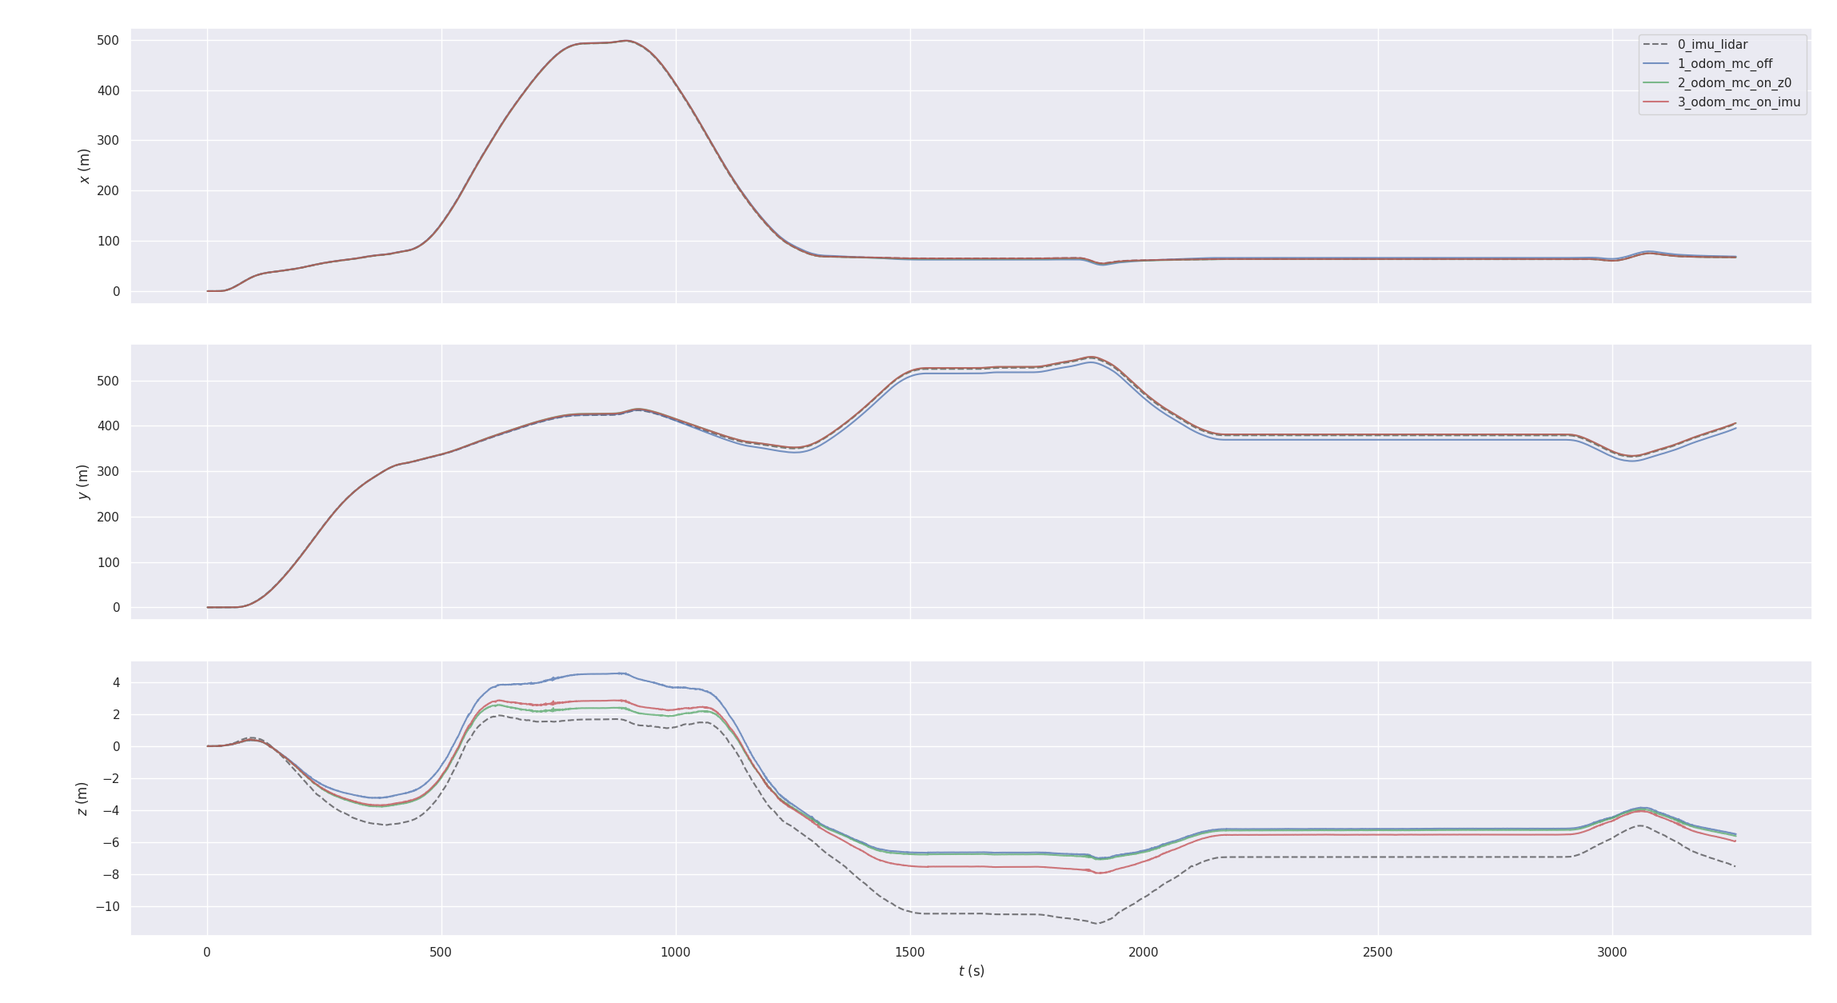 500
400
300
200
100
0
x (m)
0_imu_lidar
1_odom_mc_off
2_odom_mc_on_z0
3_odom_mc_on_imu
500
400
300
200
100
0
y (m)
4
2
0
−2
−4
−6
−8
−10
z (m)
0 500 1000 1500 2000 2500 3000
t (s)